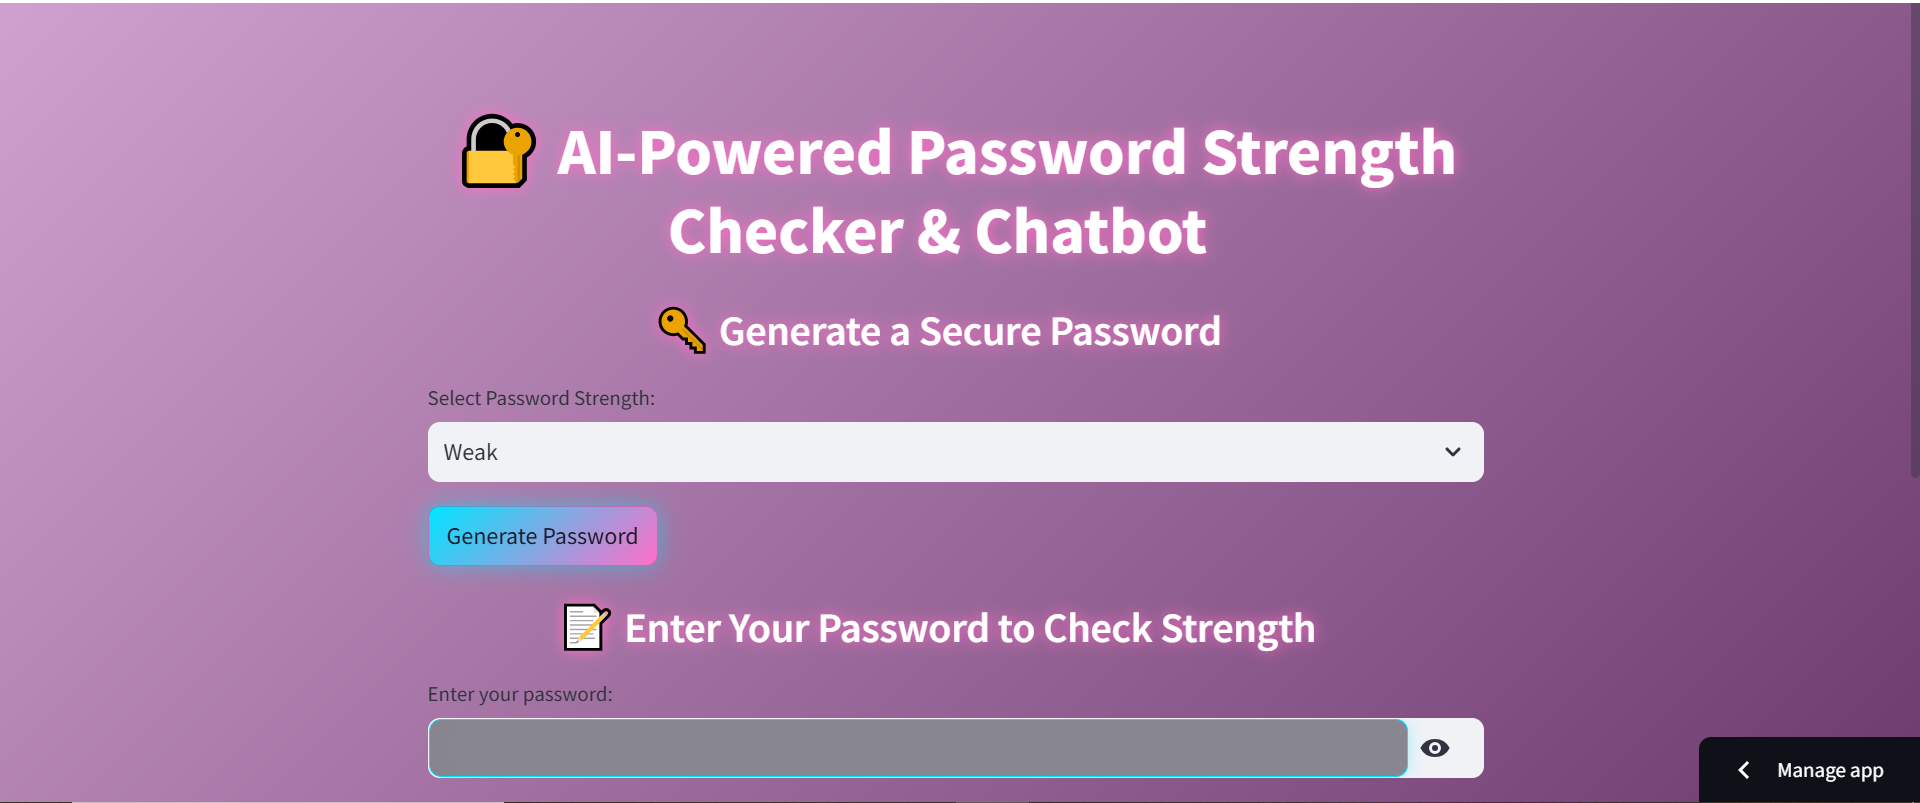 AI-Powered Password Strength
Checker & Chatbot
Generate a Secure Password
Select Password Strength:
Weak
Generate Password
Enter Your Password to Check Strength
Enter your password:
Manage app